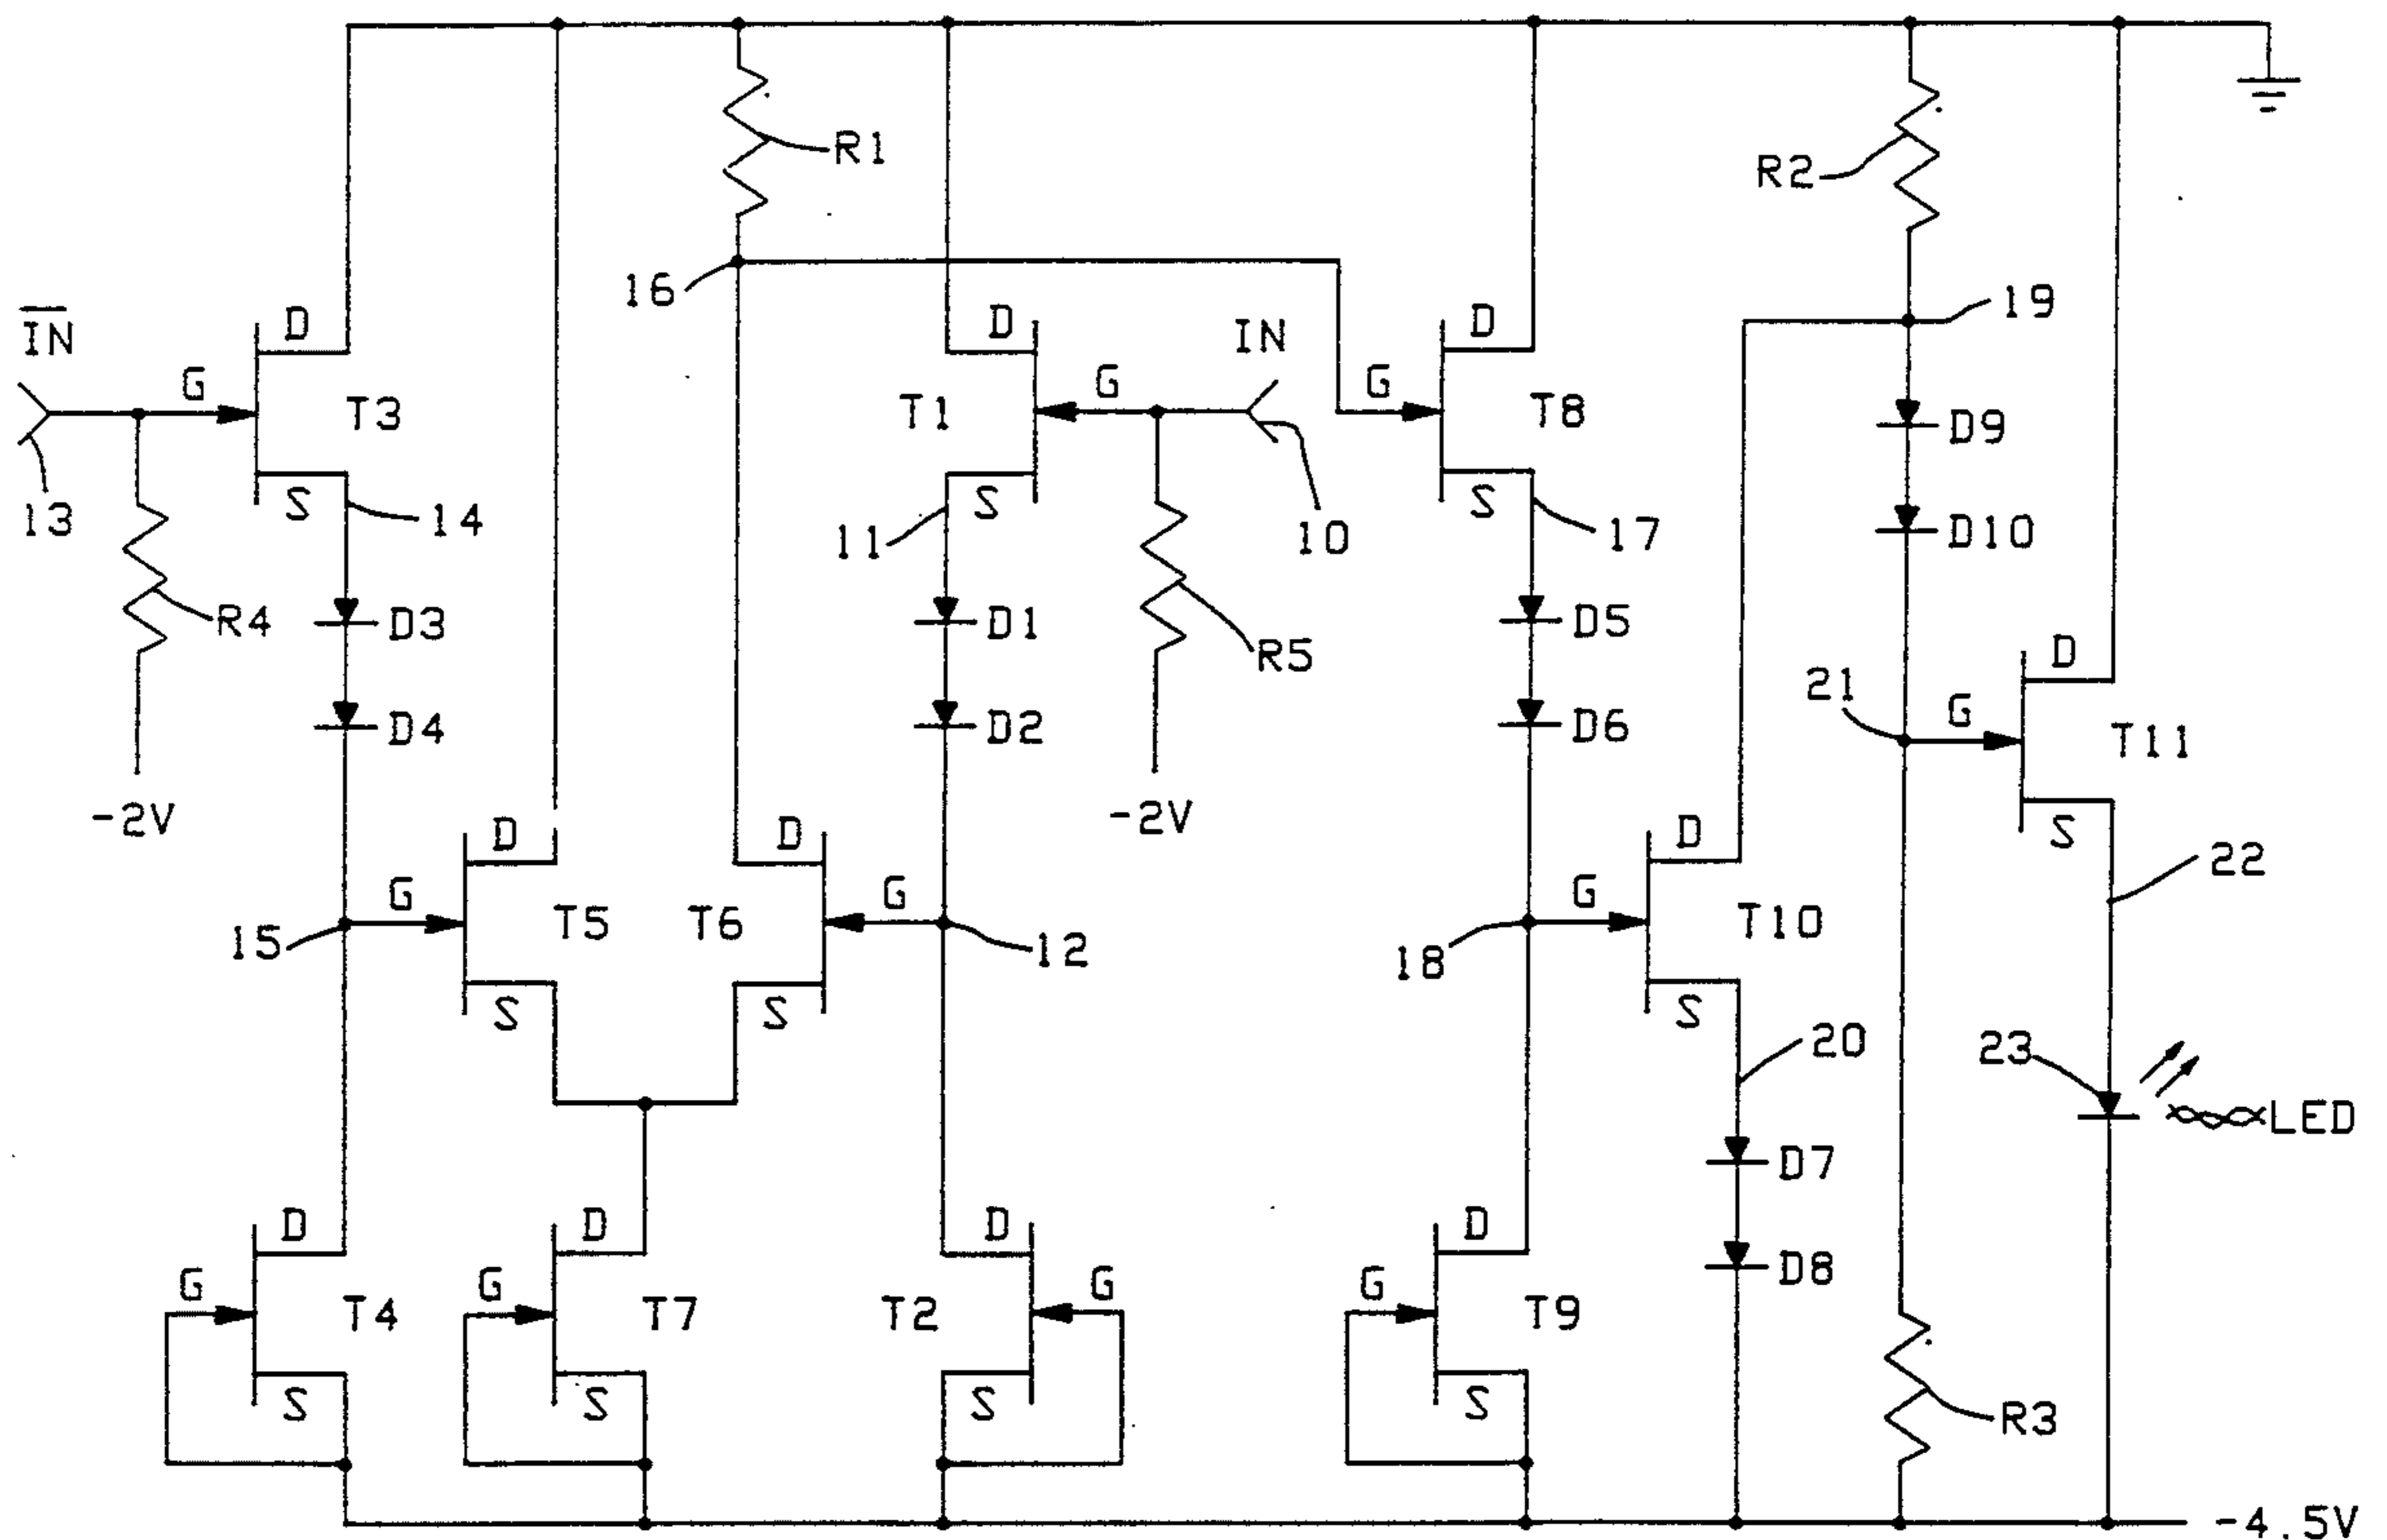 R1
R2
16
19
IN
D
D
IN
D
G
T3
T1
G
G
T8
D9
13
S
14
11
S
10
S
17
D10
R4
D3
D1
R5
D5
21
D
G
T11
D4
D2
D6
-2V
-2V
D
D
D
S
22
G
T5
T6
G
G
T10
15
12
18
S
S
S
20
23
LED
D7
D
D
D
D
D8
G
T4
G
T7
T2
G
G
T9
S
S
S
S
R3
-4.5V